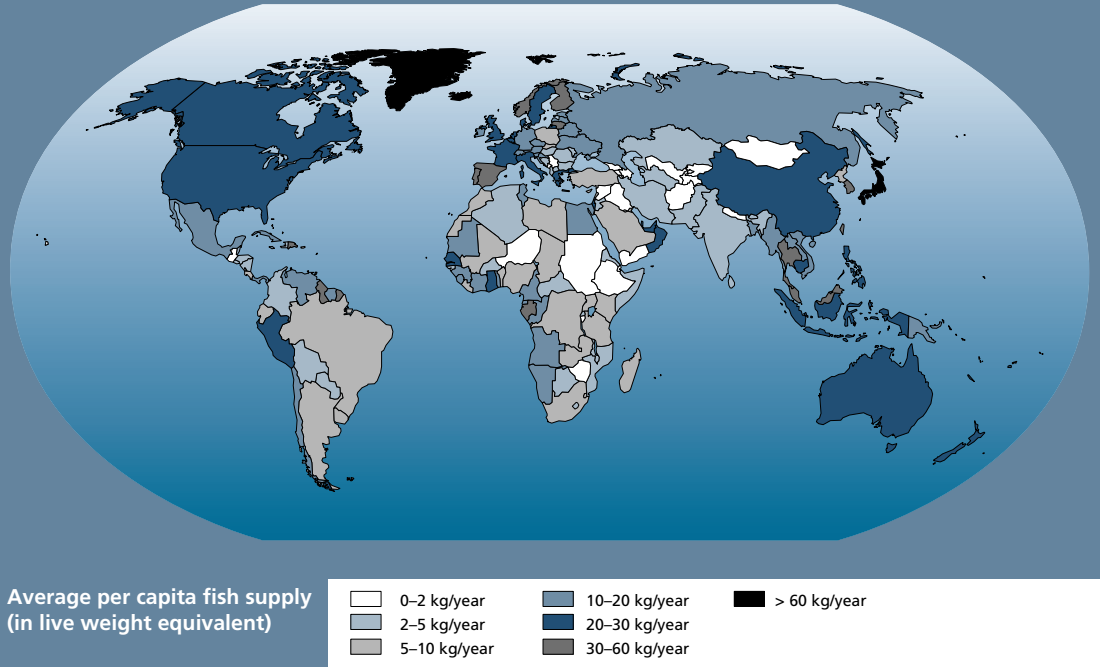 Average per capita fish supply
(in live weight equivalent)
0–2 kg/year
2–5 kg/year
5–10 kg/year
10–20 kg/year
20–30 kg/year
30–60 kg/year
> 60 kg/year